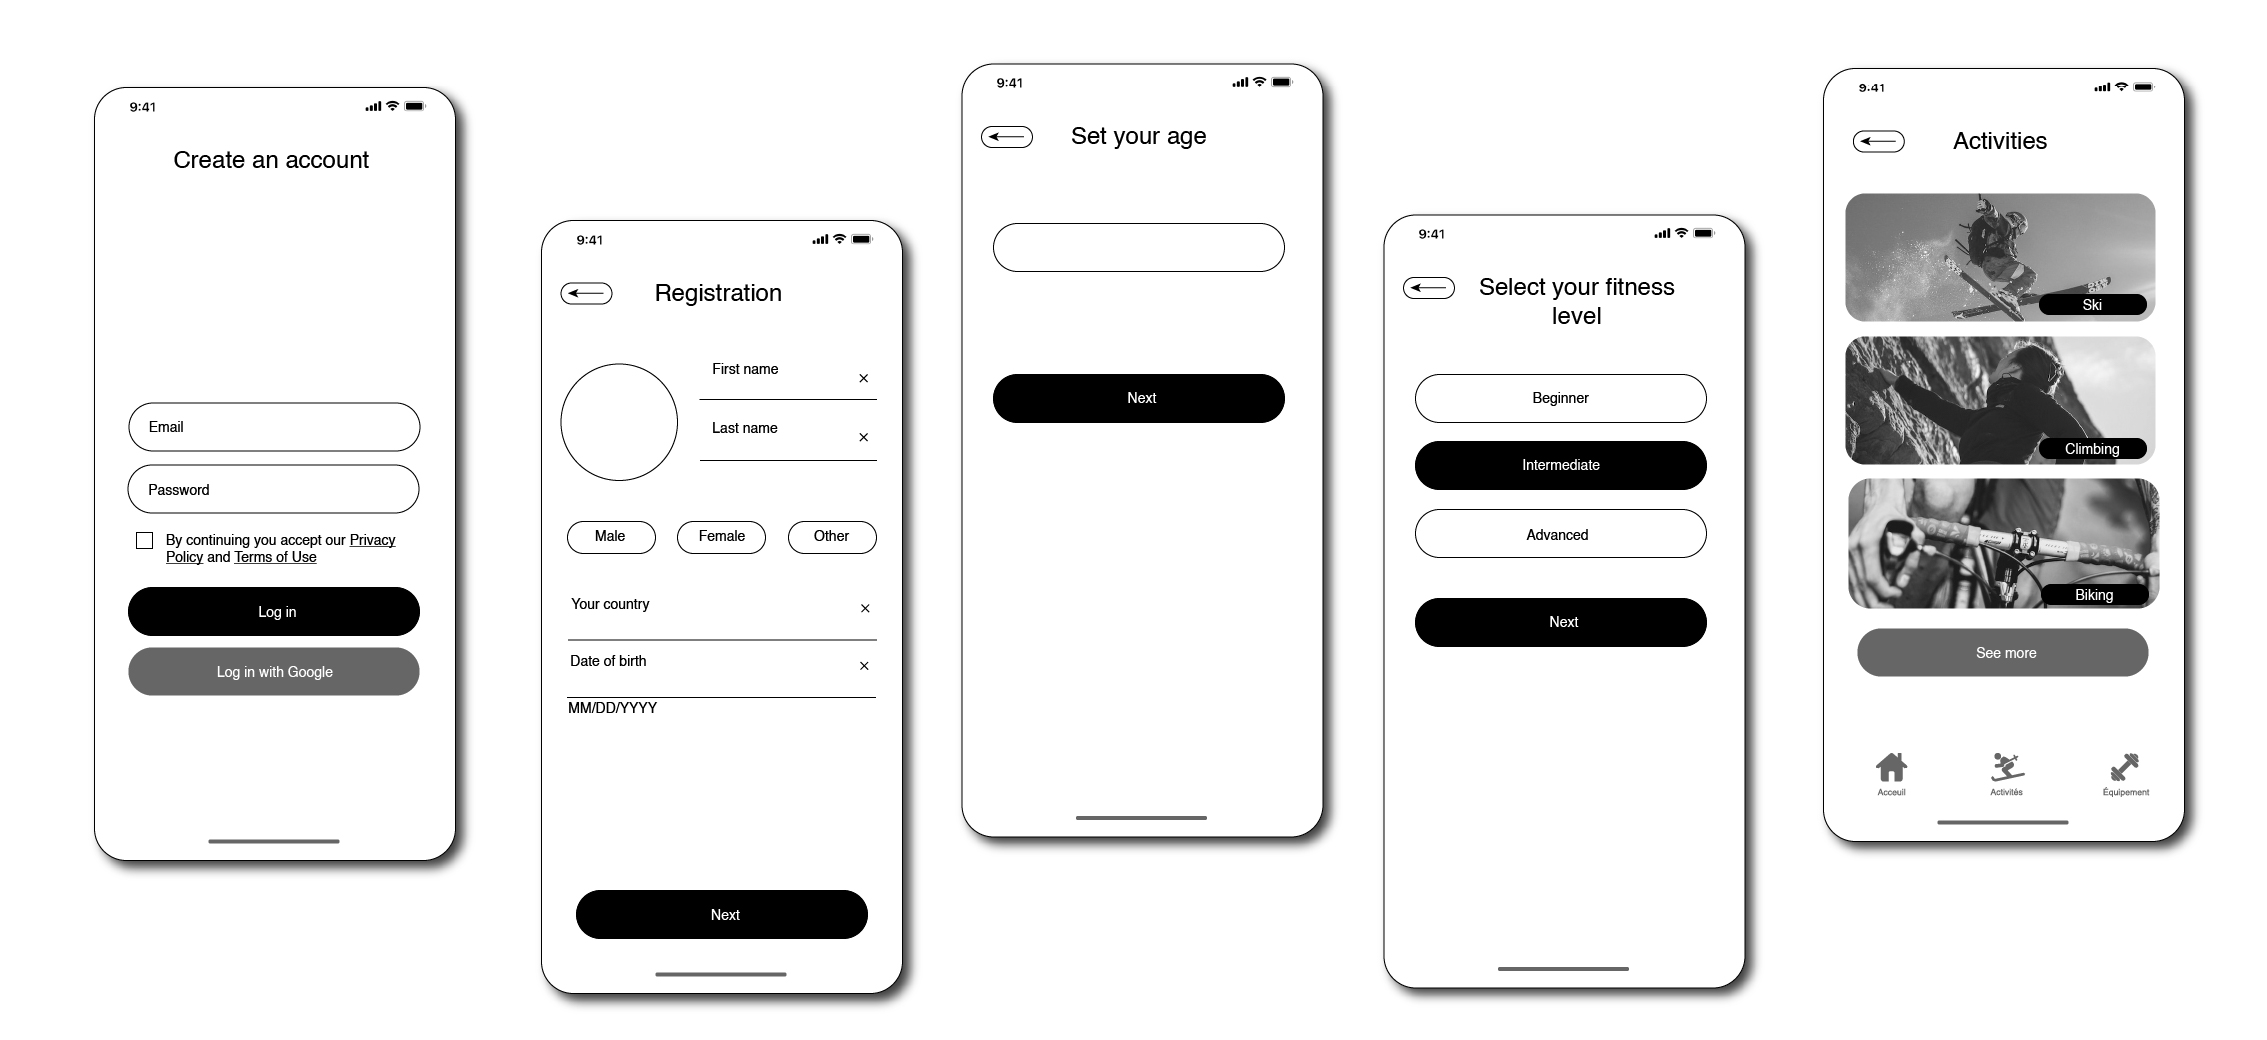 9:41
Create an account
Email
Password
By continuing you accept our Privacy
Policy and Terms of Use
Log in
Log in with Google
9:41
Registration
First name
Last name
Male
Female
Other
Your country
Date of birth
MM/DD/YYYY
Next
9:41
Set your age
Next
9:41
Select your fitness
level
Beginner
Intermediate
Advanced
Next
9:41
Activities
Ski
Climbing
Biking
See more
Acceuil
Activités
Équipement